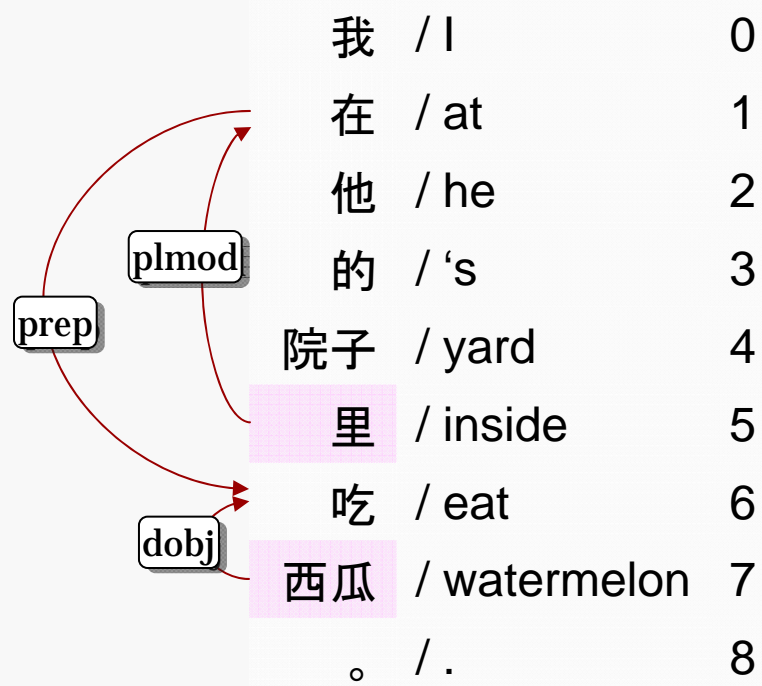 我 / I 0
在 / at 1
他 / he 2
plmod
的 / ‘s 3
prep
院子 / yard 4
里 / inside 5
吃 / eat 6
dobj
西瓜 / watermelon 7
。 / . 8